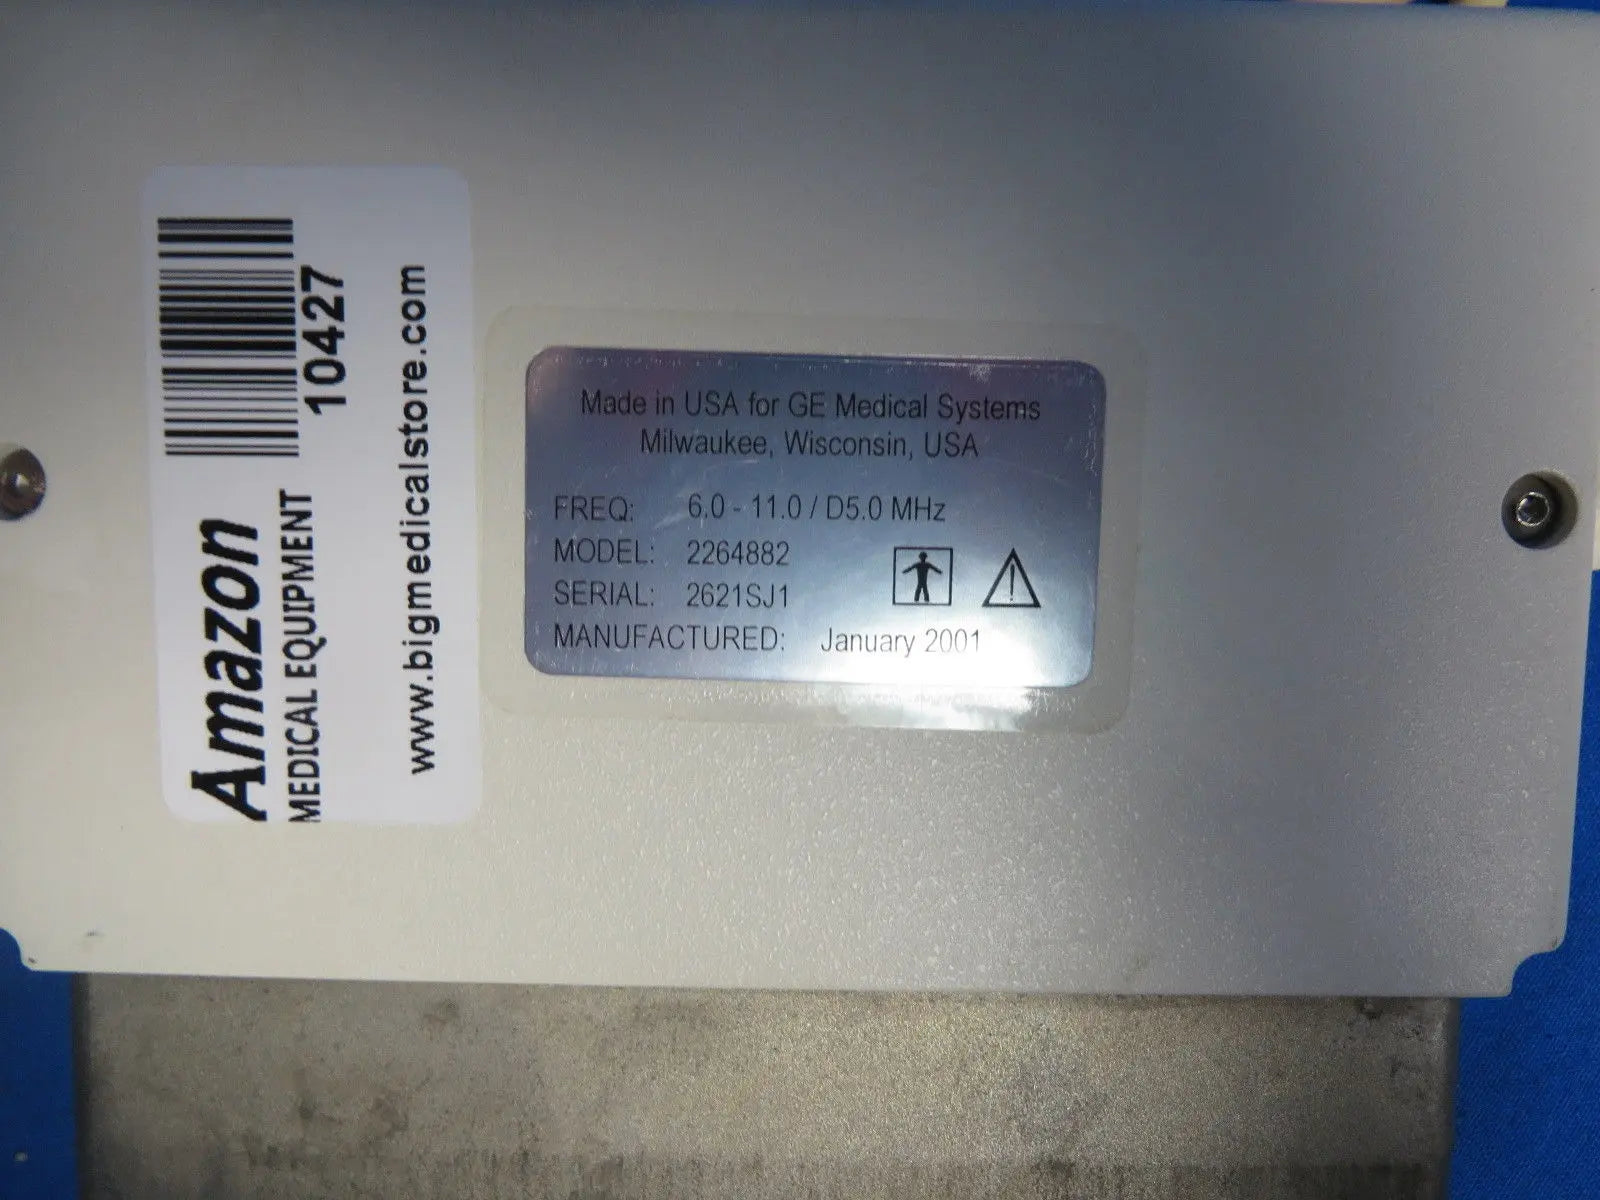 10427
Amazon
MEDICAL EQUIPMENT
www.bigmedicalstore.com
Made in USA for GE Medical Systems
Milwaukee, Wisconsin, USA
FREQ: 6.0 - 11.0 / D5.0 MHz
MODEL: 2264882
SERIAL: 2621SJ1
MANUFACTURED: January 2001